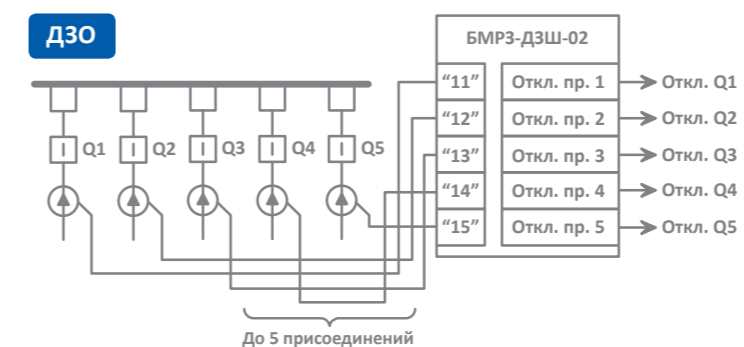 ДЗО
БМРЗ-ДЗШ-02
“11” Откл. пр. 1 Откл. Q1
“12” Откл. пр. 2 Откл. Q2
“13” Откл. пр. 3 Откл. Q3
“14” Откл. пр. 4 Откл. Q4
“15” Откл. пр. 5 Откл. Q5
Q1 Q2 Q3 Q4 Q5
До 5 присоединений